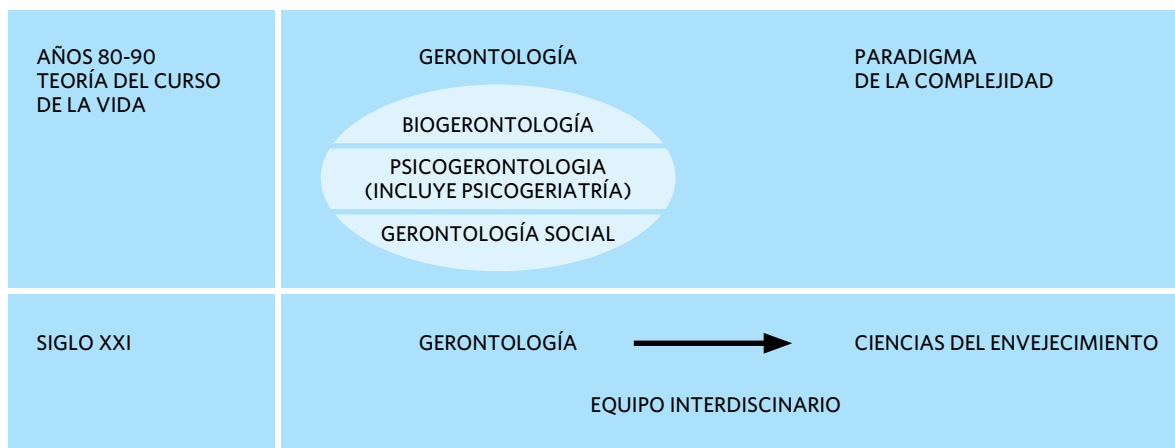 AÑOS 80-90
TEORÍA DEL CURSO
DE LA VIDA
GERONTOLOGÍA
BIOGERONTOLOGÍA
PSICOGERONTOLOGIA
(INCLUYE PSICOGERIATRÍA)
GERONTOLOGÍA SOCIAL
PARADIGMA
DE LA COMPLEJIDAD
SIGLO XXI
GERONTOLOGÍA
CIENCIAS DEL ENVEJECIMIENTO
EQUIPO INTERDISCINARIO